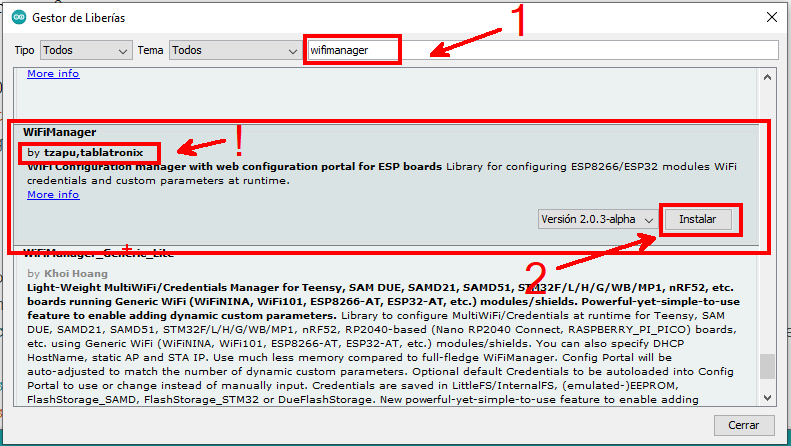 Gestor de Liberías
1
Tipo Todos Tema Todos wifimanager
More info
WiFiManager
by tzapu,tablatronix !
WiFi Configuration manager with web configuration portal for ESP boards Library for configuring ESP8266/ESP32 modules WiFi
credentials and custom parameters at runtime.
More info
Versión 2.0.3-alpha Instalar
WiFiManager_Generic_Lite
2
by Khoi Hoang
Light-Weight MultiWiFi/Credentials Manager for Teensy, SAM DUE, SAMD21, SAMD51, STM32F/L/H/G/WB/MP1, nRF52, etc.
boards running Generic WiFi (WiFiNINA, WiFi101, ESP8266-AT, ESP32-AT, etc.) modules/shields. Powerful-yet-simple-to-use
feature to enable adding dynamic custom parameters. Library to configure MultiWiFi/Credentials at runtime for Teensy, SAM
DUE, SAMD21, SAMD51, STM32F/L/H/G/WB/MP1, nRF52, RP2040-based (Nano RP2040 Connect, RASPBERRY_PI_PICO) boards,
etc. using Generic WiFi (WiFiNINA, WiFi101, ESP8266-AT, ESP32-AT, etc.) modules/shields. You can also specify DHCP
HostName, static AP and STA IP. Use much less memory compared to full-fledge WiFiManager. Config Portal will be
auto-adjusted to match the number of dynamic custom parameters. Optional default Credentials to be autoloaded into Config
Portal to use or change instead of manually input. Credentials are saved in LittleFS/InternalFS, (emulated-)EEPROM,
FlashStorage_SAMD, FlashStorage_STM32 or DueFlashStorage. New powerful-yet-simple-to-use feature to enable adding
Cerrar